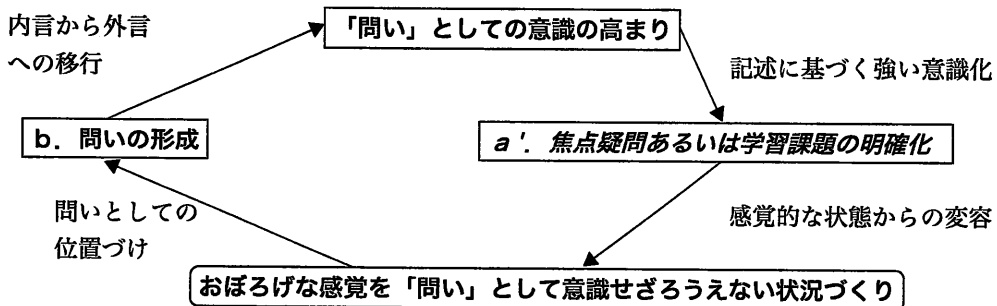 内言から外言
への移行
「問い」としての意識の高まり
記述に基づく強い意識化
b．問いの形成
a'．焦点疑問あるいは学習課題の明確化
問いとしての
位置づけ
感覚的な状態からの変容
おぼろげな感覚を「問い」として意識せざろうえない状況づくり